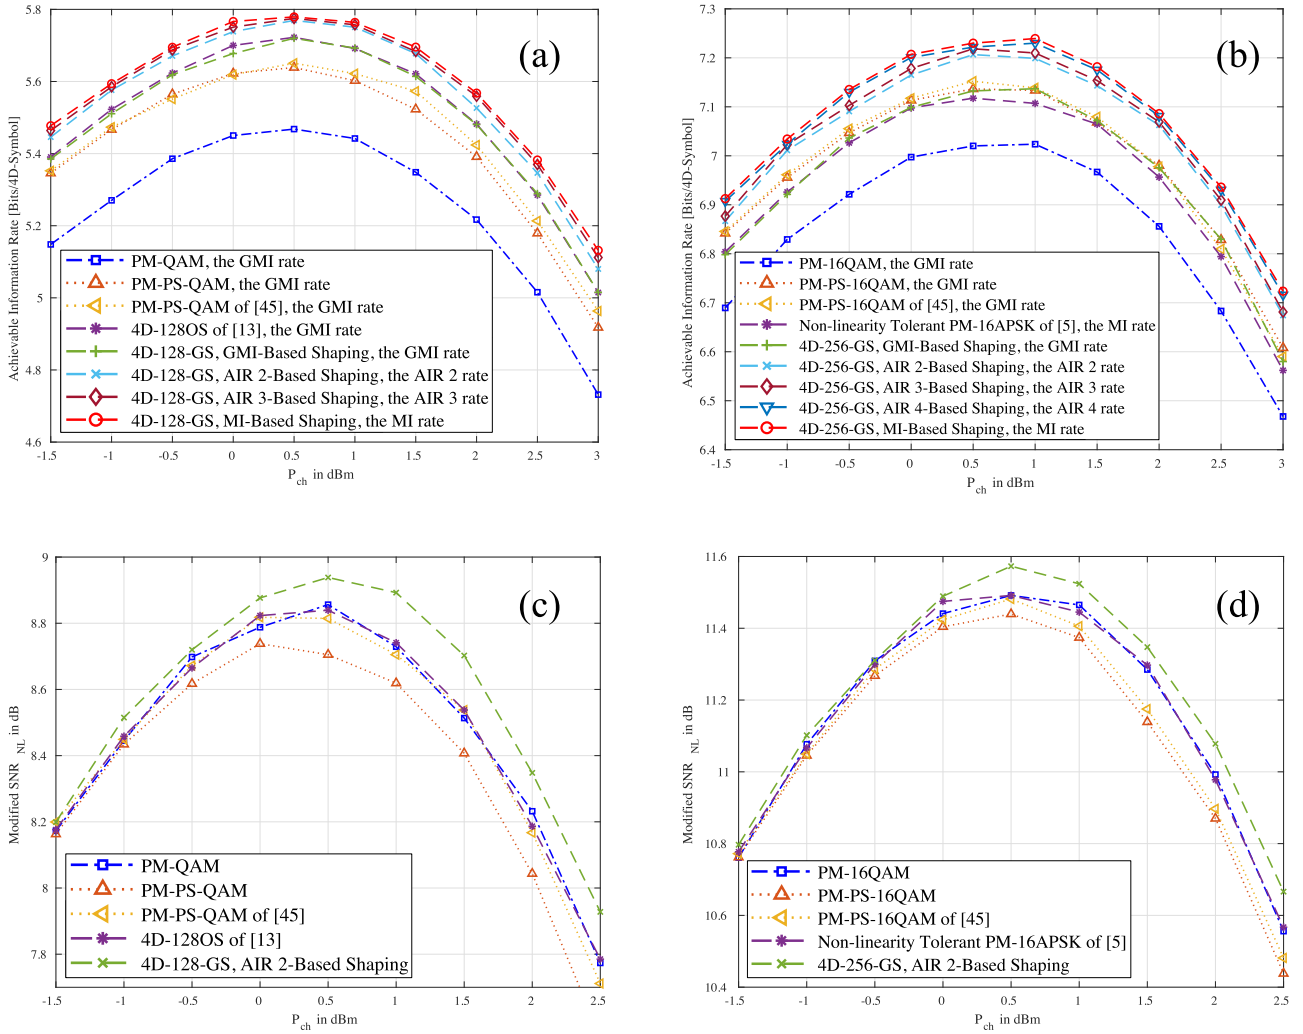 (a)
Achievable Information Rate [Bits/4D-Symbol]
5.8
5.6
5.4
5.2
5
4.8
4.6
PM-QAM, the GMI rate
PM-PS-QAM, the GMI rate
PM-PS-QAM of [45], the GMI rate
4D-128OS of [13], the GMI rate
4D-128-GS, GMI-Based Shaping, the GMI rate
4D-128-GS, AIR 2-Based Shaping, the AIR 2 rate
4D-128-GS, AIR 3-Based Shaping, the AIR 3 rate
4D-128-GS, MI-Based Shaping, the MI rate
-1.5 -1 -0.5 0 0.5 1 1.5 2 2.5 3
P ch in dBm
(b)
Achievable Information Rate [Bits/4D-Symbol]
7.3
7.2
7.1
7
6.9
6.8
6.7
6.6
6.5
6.4
PM-16QAM, the GMI rate
PM-PS-16QAM, the GMI rate
PM-PS-16QAM of [45], the GMI rate
Non-linearity Tolerant PM-16APSK of [5], the MI rate
4D-256-GS, GMI-Based Shaping, the GMI rate
4D-256-GS, AIR 2-Based Shaping, the AIR 2 rate
4D-256-GS, AIR 3-Based Shaping, the AIR 3 rate
4D-256-GS, AIR 4-Based Shaping, the AIR 4 rate
4D-256-GS, MI-Based Shaping, the MI rate
-1.5 -1 -0.5 0 0.5 1 1.5 2 2.5 3
P ch in dBm
(c)
Modified SNR NL in dB
9
8.8
8.6
8.4
8.2
8
7.8
PM-QAM
PM-PS-QAM
PM-PS-QAM of [45]
4D-128OS of [13]
4D-128-GS, AIR 2-Based Shaping
-1.5 -1 -0.5 0 0.5 1 1.5 2 2.5
P ch in dBm
(d)
Modified SNR NL in dB
11.6
11.4
11.2
11
10.8
10.6
10.4
PM-16QAM
PM-PS-16QAM
PM-PS-16QAM of [45]
Non-linearity Tolerant PM-16APSK of [5]
4D-256-GS, AIR 2-Based Shaping
-1.5 -1 -0.5 0 0.5 1 1.5 2 2.5
P ch in dBm